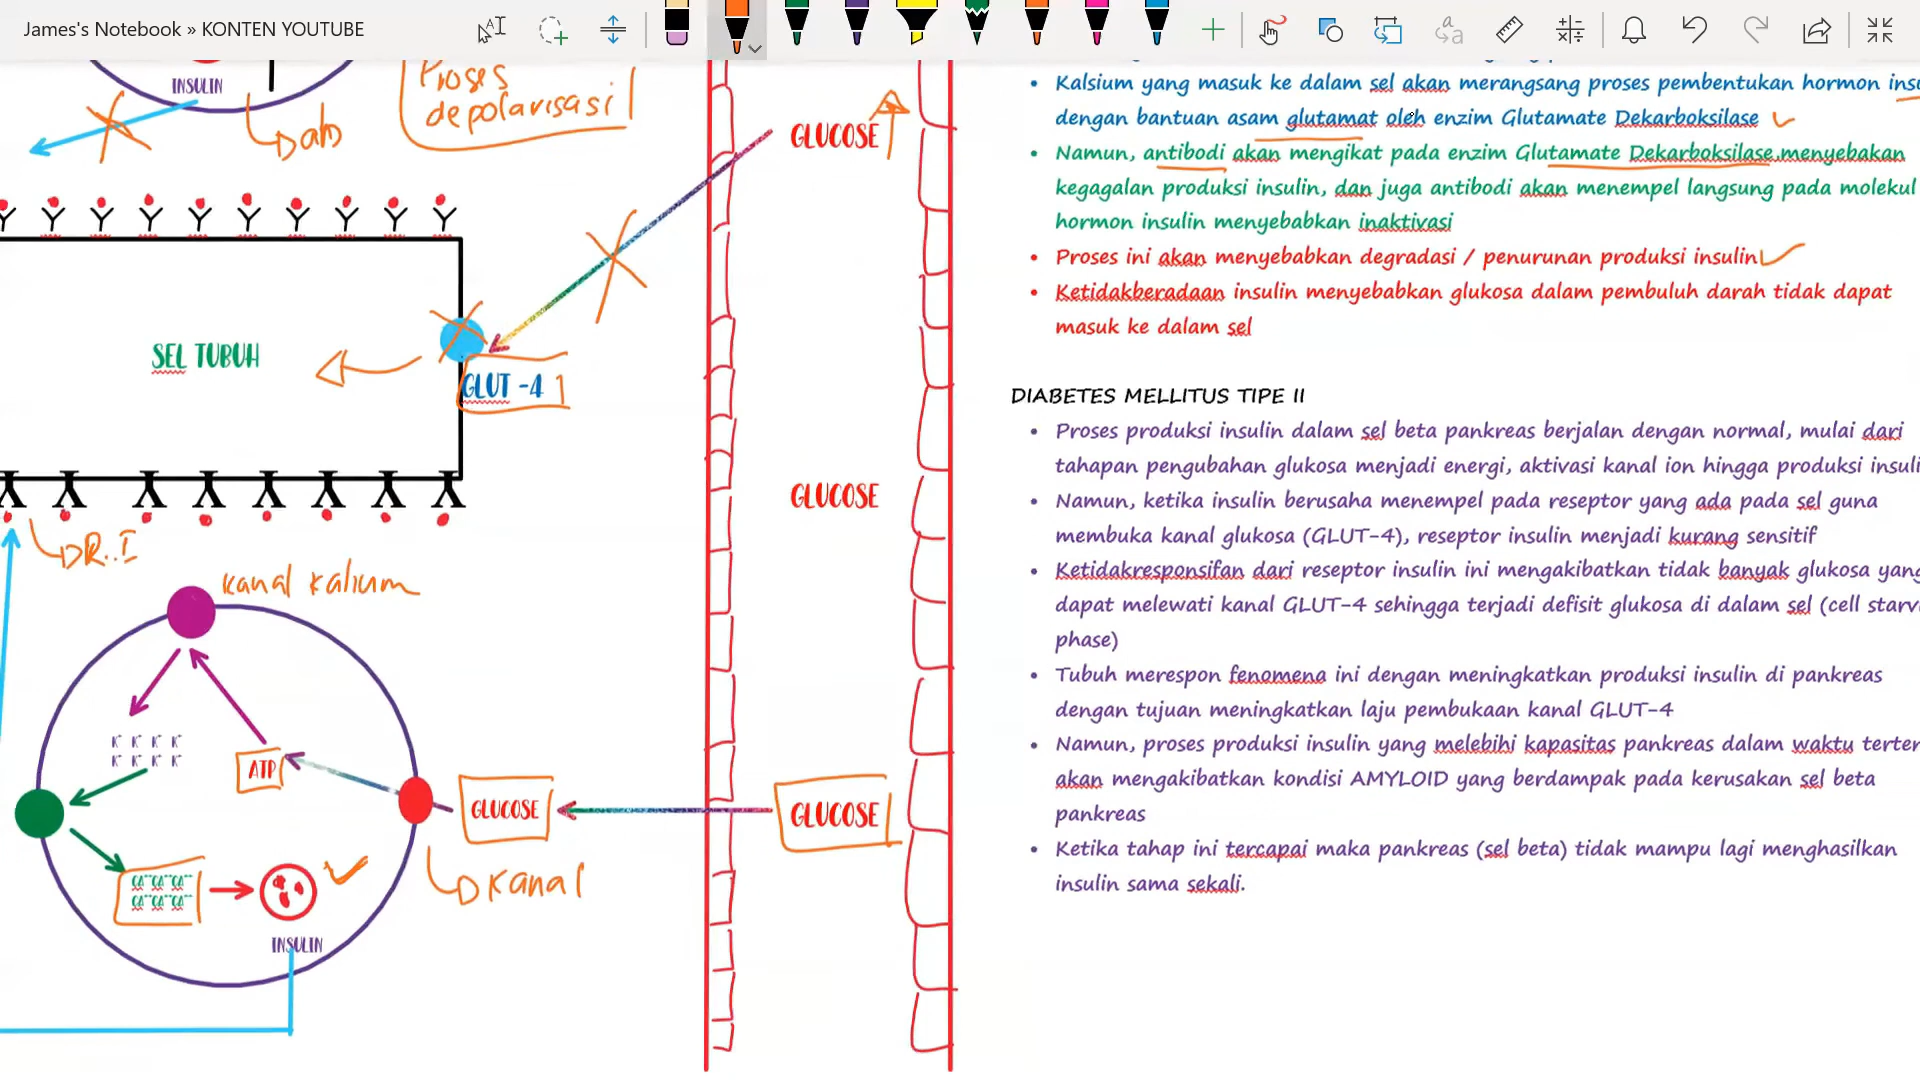 James's Notebook » KONTEN YOUTUBE
INSULIN
Dab
Proses
depolarisasi
GLUCOSE
SEL TUBUH
GLUT -4
GLUCOSE
DR..I
kanal kalium
K+ K+ K+ K+
K+ K+ K+ K+
ATP
GLUCOSE
GLUCOSE
Kanal
CA++CA++CA++
CA++CA++CA++
INSULIN
• Kalsium yang masuk ke dalam sel akan merangsang proses pembentukan hormon insu
dengan bantuan asam glutamat oleh enzim Glutamate Dekarboksilase
• Namun, antibodi akan mengikat pada enzim Glutamate Dekarboksilase,menyebakan
kegagalan produksi insulin, dan juga antibodi akan menempel langsung pada molekul
hormon insulin menyebabkan inaktivasi
• Proses ini akan menyebabkan degradasi / penurunan produksi insulin
• Ketidakberadaan insulin menyebabkan glukosa dalam pembuluh darah tidak dapat
masuk ke dalam sel
DIABETES MELLITUS TIPE II
• Proses produksi insulin dalam sel beta pankreas berjalan dengan normal, mulai dari
tahapan pengubahan glukosa menjadi energi, aktivasi kanal ion hingga produksi insuli
• Namun, ketika insulin berusaha menempel pada reseptor yang ada pada sel guna
membuka kanal glukosa (GLUT-4), reseptor insulin menjadi kurang sensitif
• Ketidakresponsifan dari reseptor insulin ini mengakibatkan tidak banyak glukosa yang
dapat melewati kanal GLUT-4 sehingga terjadi defisit glukosa di dalam sel (cell starv
phase)
• Tubuh merespon fenomena ini dengan meningkatkan produksi insulin di pankreas
dengan tujuan meningkatkan laju pembukaan kanal GLUT-4
• Namun, proses produksi insulin yang melebihi kapasitas pankreas dalam waktu terten
akan mengakibatkan kondisi AMYLOID yang berdampak pada kerusakan sel beta
pankreas
• Ketika tahap ini tercapai maka pankreas (sel beta) tidak mampu lagi menghasilkan
insulin sama sekali.